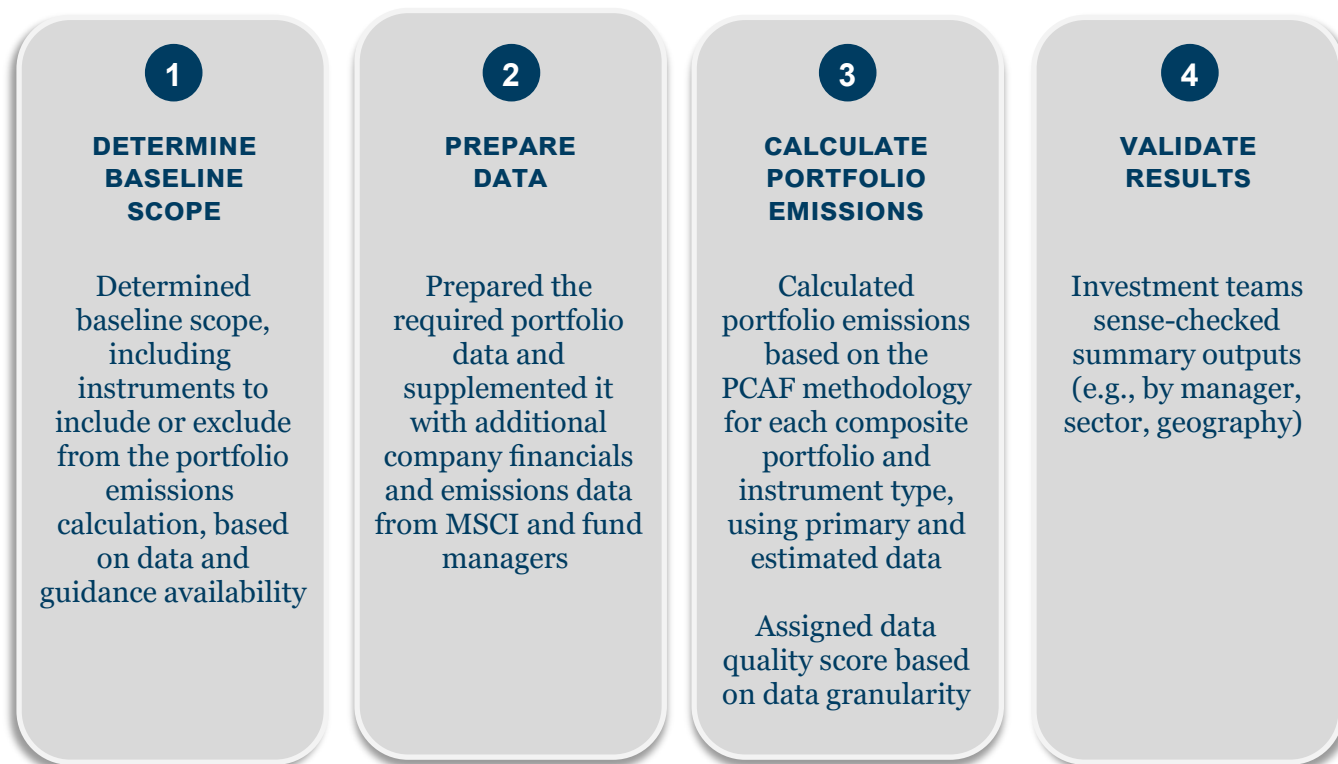 1
DETERMINE
BASELINE
SCOPE
Determined
baseline scope,
including
instruments to
include or exclude
from the portfolio
emissions
calculation, based
on data and
guidance availability
2
PREPARE
DATA
Prepared the
required portfolio
data and
supplemented it
with additional
company financials
and emissions data
from MSCI and fund
managers
3
CALCULATE
PORTFOLIO
EMISSIONS
Calculated
portfolio emissions
based on the
PCAF methodology
for each composite
portfolio and
instrument type,
using primary and
estimated data
Assigned data
quality score based
on data granularity
4
VALIDATE
RESULTS
Investment teams
sense-checked
summary outputs
(e.g., by manager,
sector, geography)